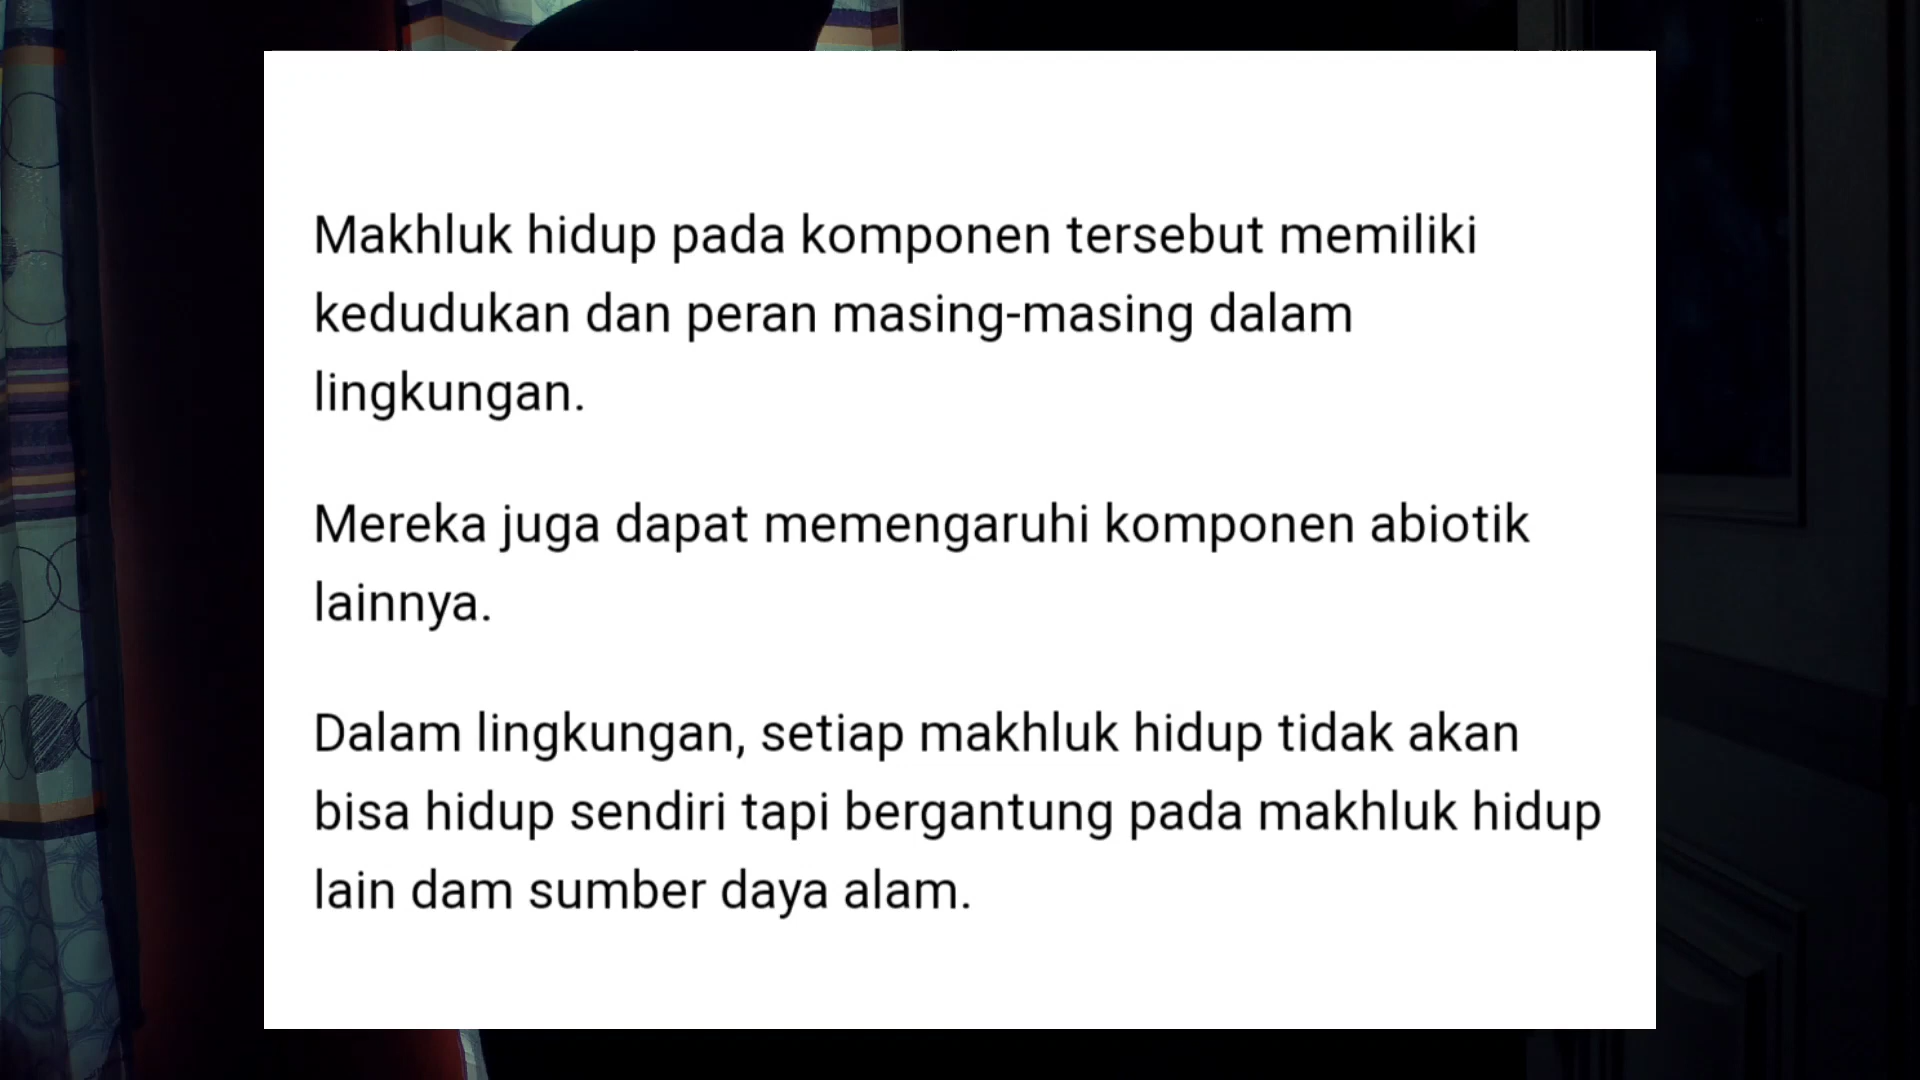 Makhluk hidup pada komponen tersebut memiliki
kedudukan dan peran masing-masing dalam
lingkungan.
Mereka juga dapat memengaruhi komponen abiotik
lainnya.
Dalam lingkungan, setiap makhluk hidup tidak akan
bisa hidup sendiri tapi bergantung pada makhluk hidup
lain dam sumber daya alam.